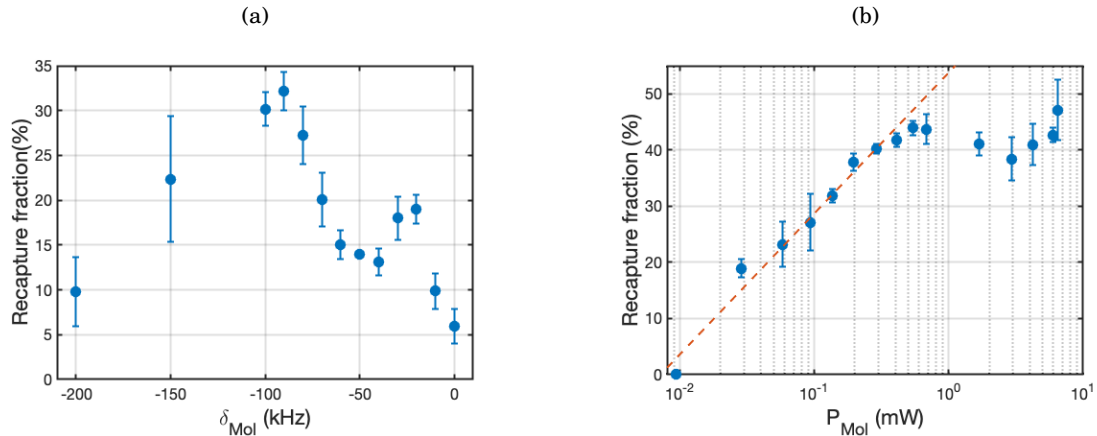 (a)
35
30
25
20
15
10
5
0
Recapture fraction(%)
-200 -150 -100 -50 0
δMol (kHz)
(b)
50
40
30
20
10
0
Recapture fraction (%)
10⁻² 10⁻¹ 10⁰ 10¹
PMol (mW)